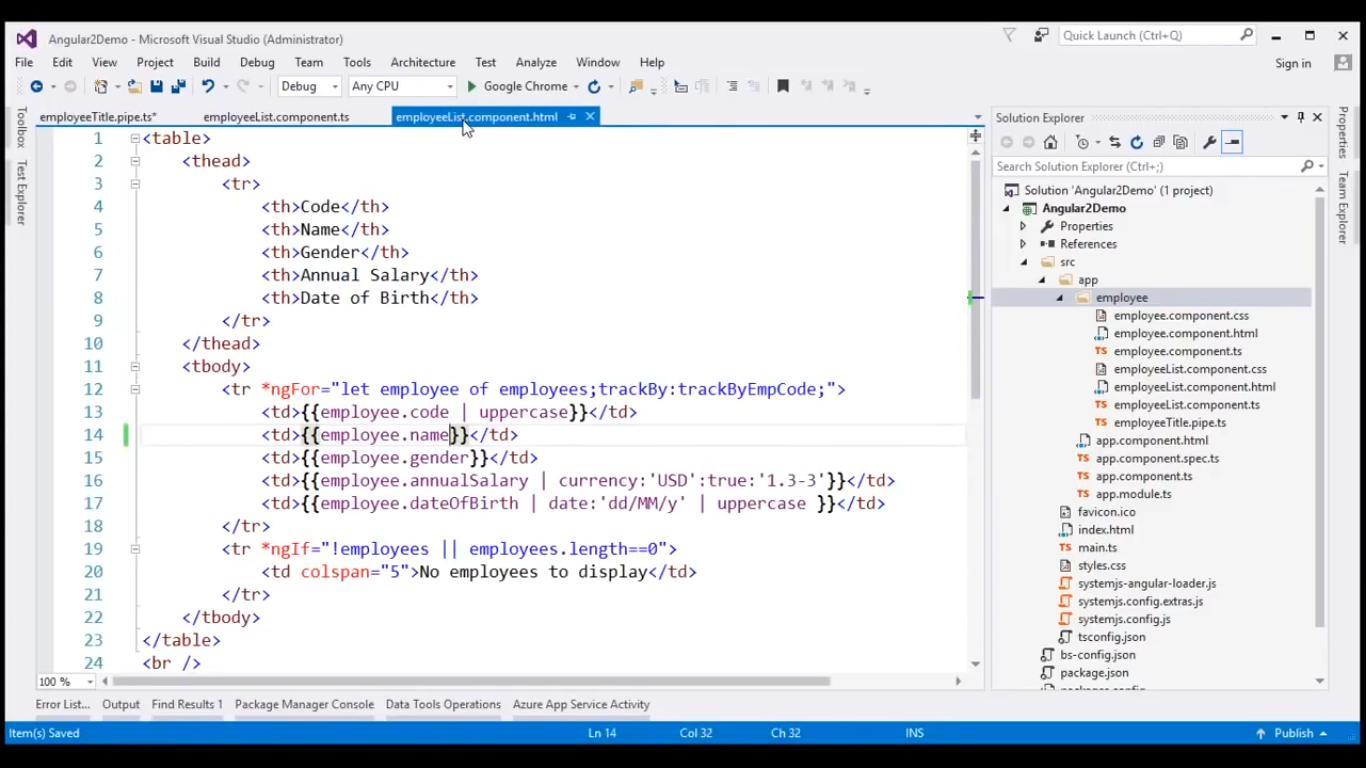 Angular2Demo - Microsoft Visual Studio (Administrator)
Quick Launch (Ctrl+Q)
File Edit View Project Build Debug Team Tools Architecture Test Analyze Window Help
Sign in
Debug Any CPU Google Chrome
Toolbox
Test Explorer
employeeTitle.pipe.ts* employeeList.component.ts employeeList.component.html
1 <table>
2 <thead>
3 <tr>
4 <th>Code</th>
5 <th>Name</th>
6 <th>Gender</th>
7 <th>Annual Salary</th>
8 <th>Date of Birth</th>
9 </tr>
10 </thead>
11 <tbody>
12 <tr *ngFor="let employee of employees;trackBy:trackByEmpCode;">
13 <td>{{employee.code | uppercase}}</td>
14 <td>{{employee.name}}</td>
15 <td>{{employee.gender}}</td>
16 <td>{{employee.annualSalary | currency:'USD':true:'1.3-3'}}</td>
17 <td>{{employee.dateOfBirth | date:'dd/MM/y' | uppercase }}</td>
18 </tr>
19 <tr *ngIf="!employees || employees.length==0">
20 <td colspan="5">No employees to display</td>
21 </tr>
22 </tbody>
23 </table>
24 <br />
100 %
Solution Explorer
Search Solution Explorer (Ctrl+;)
Solution 'Angular2Demo' (1 project)
Angular2Demo
Properties
References
src
app
employee
employee.component.css
employee.component.html
employee.component.ts
employeeList.component.css
employeeList.component.html
employeeList.component.ts
employeeTitle.pipe.ts
app.component.html
app.component.spec.ts
app.component.ts
app.module.ts
favicon.ico
index.html
main.ts
styles.css
systemjs-angular-loader.js
systemjs.config.extras.js
systemjs.config.js
tsconfig.json
bs-config.json
package.json
Properties
Team Explorer
Error List... Output Find Results 1 Package Manager Console Data Tools Operations Azure App Service Activity
Item(s) Saved Ln 14 Col 32 Ch 32 INS Publish